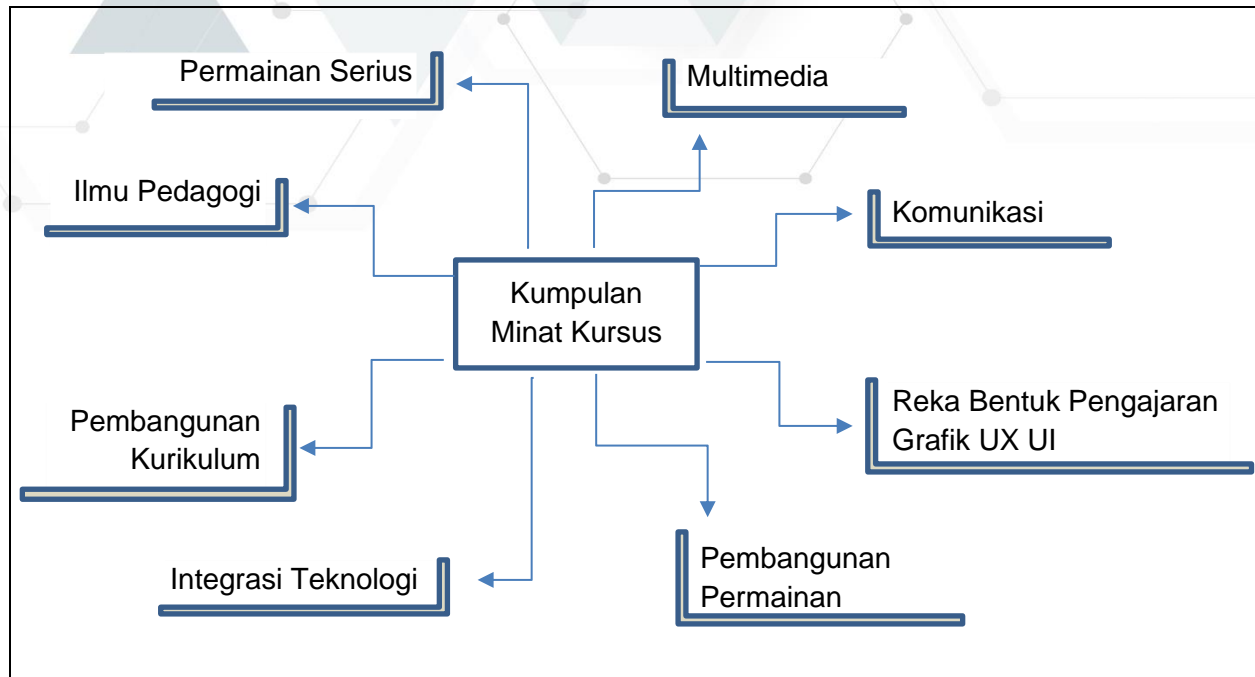 Permainan Serius
Multimedia
Ilmu Pedagogi
Komunikasi
Kumpulan
Minat Kursus
Pembangunan
Kurikulum
Reka Bentuk Pengajaran
Grafik UX UI
Integrasi Teknologi
Pembangunan
Permainan